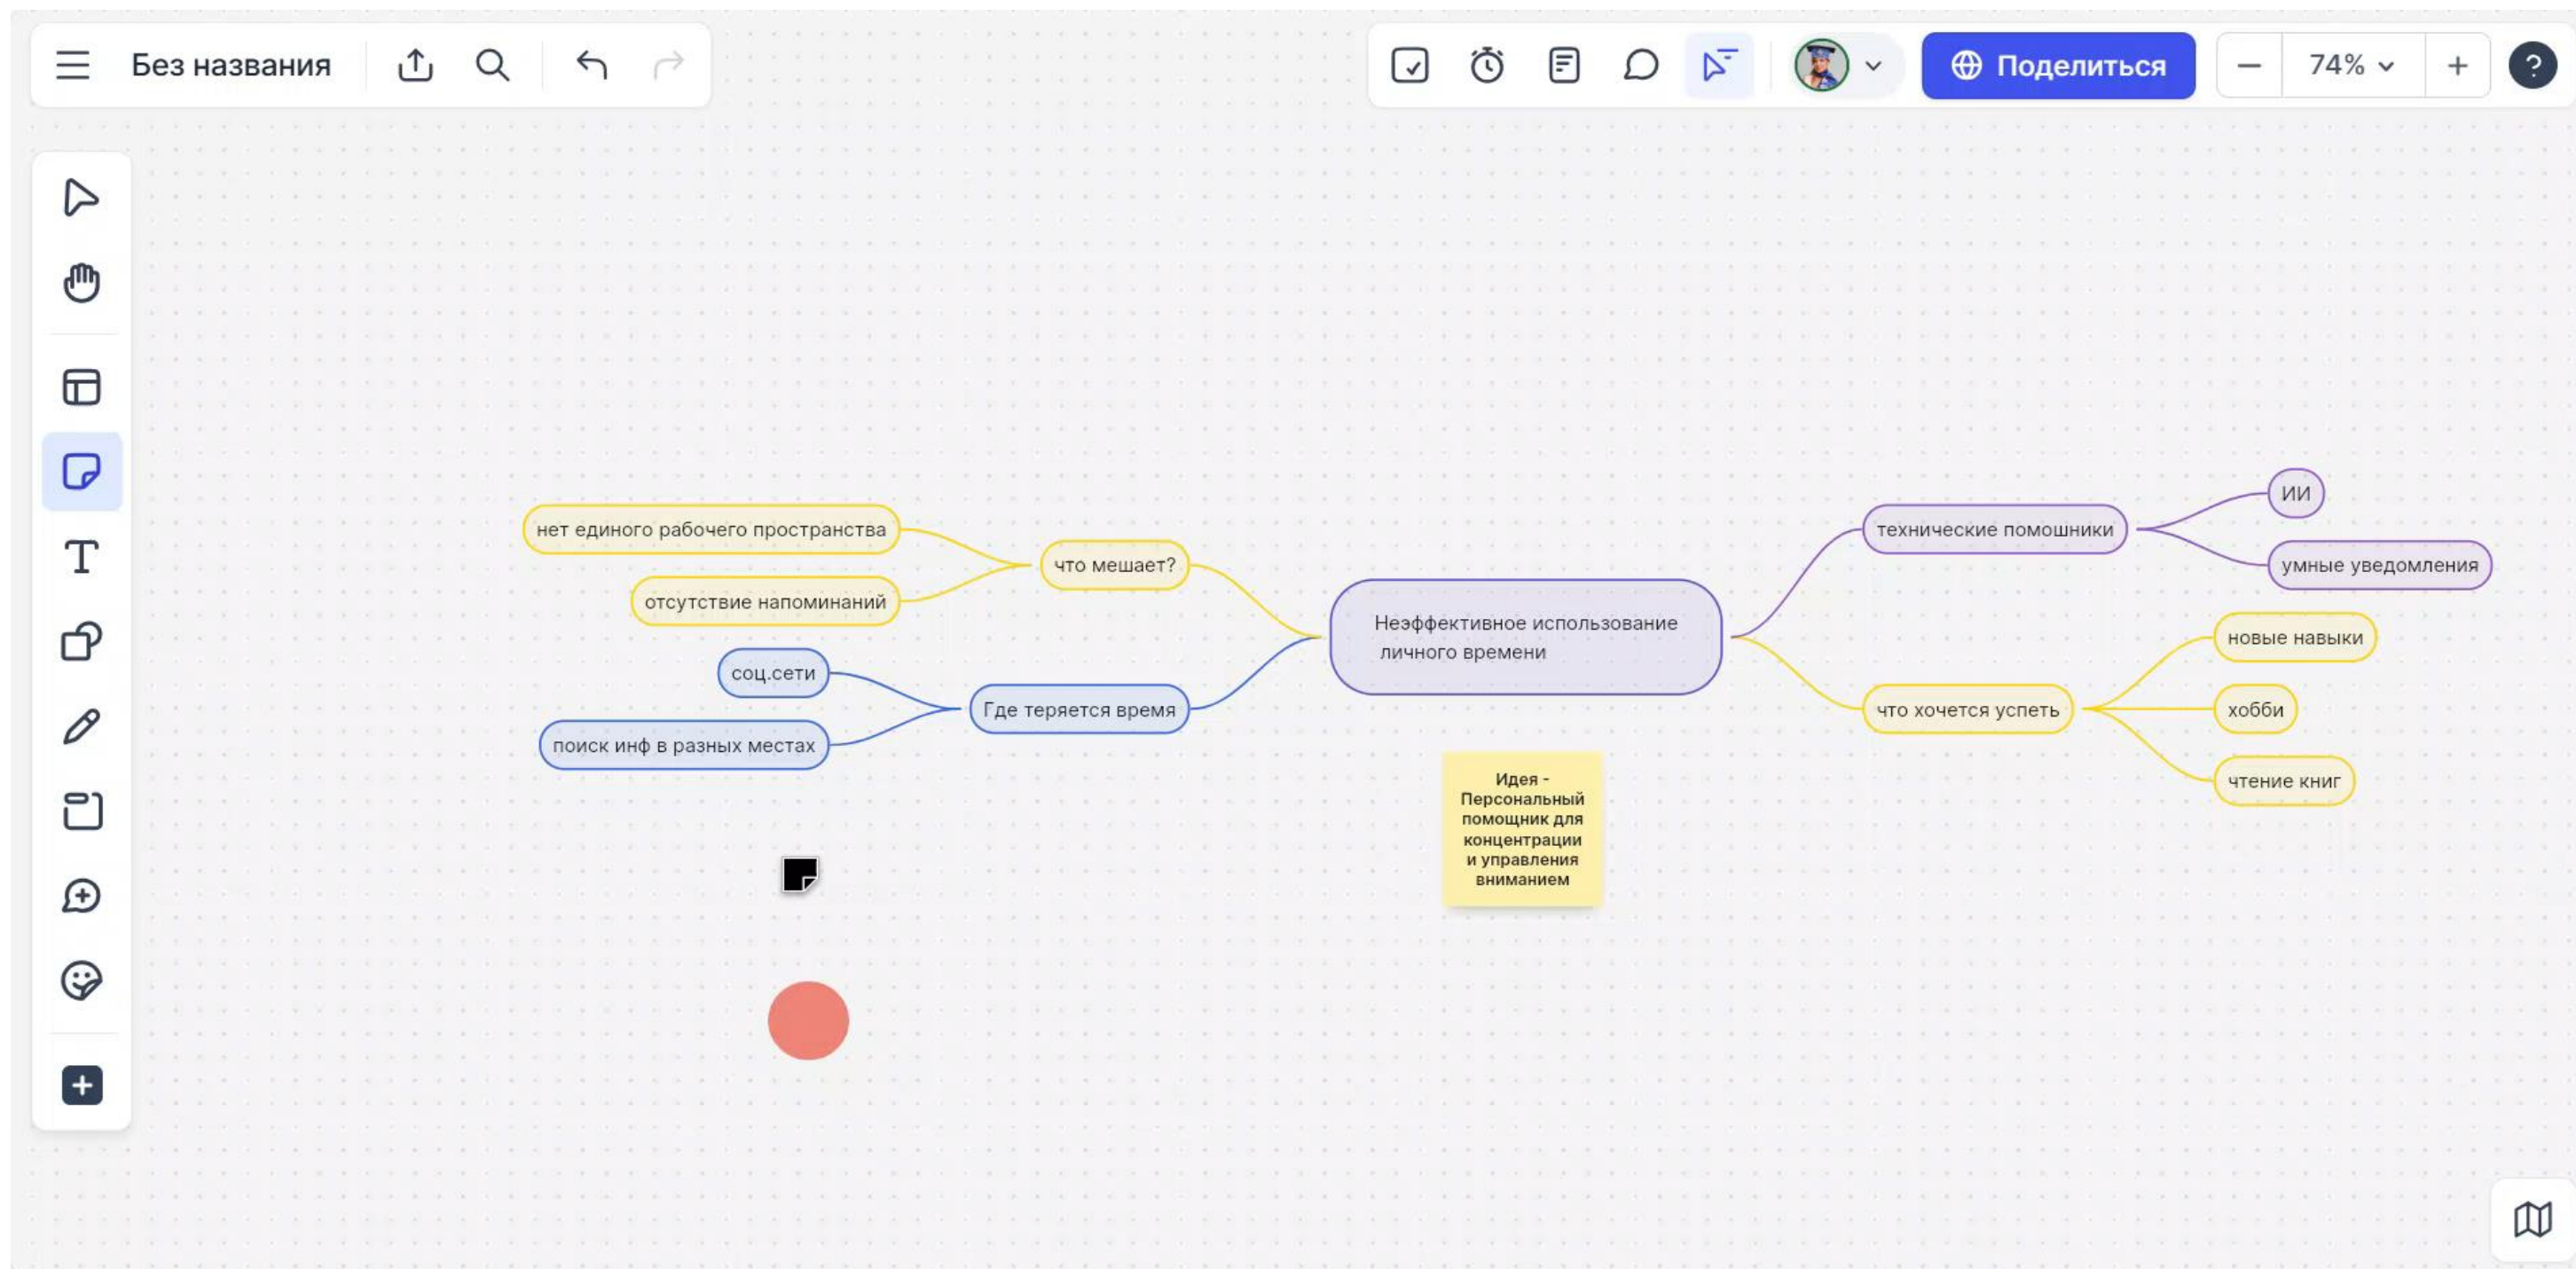 Без названия
Поделиться
74%
?
ИИ
нет единого рабочего пространства
технические помошники
что мешает?
умные уведомления
отсутствие напоминаний
Неэффективное использование
личного времени
новые навыки
соц.сети
Где теряется время
что хочется успеть
хобби
поиск инф в разных местах
чтение книг
Идея -
Персональный
помощник для
концентрации
и управления
вниманием